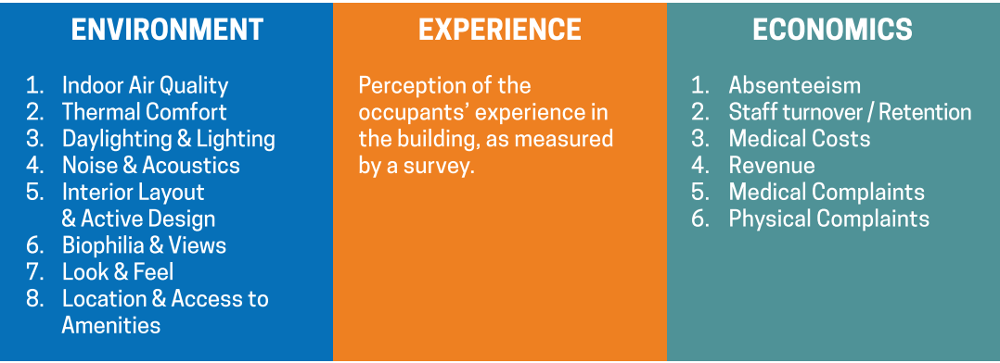 ENVIRONMENT
1. Indoor Air Quality
2. Thermal Comfort
3. Daylighting & Lighting
4. Noise & Acoustics
5. Interior Layout
& Active Design
6. Biophilia & Views
7. Look & Feel
8. Location & Access to
Amenities
EXPERIENCE
Perception of the
occupants’ experience in
the building, as measured
by a survey.
ECONOMICS
1. Absenteeism
2. Staff turnover / Retention
3. Medical Costs
4. Revenue
5. Medical Complaints
6. Physical Complaints